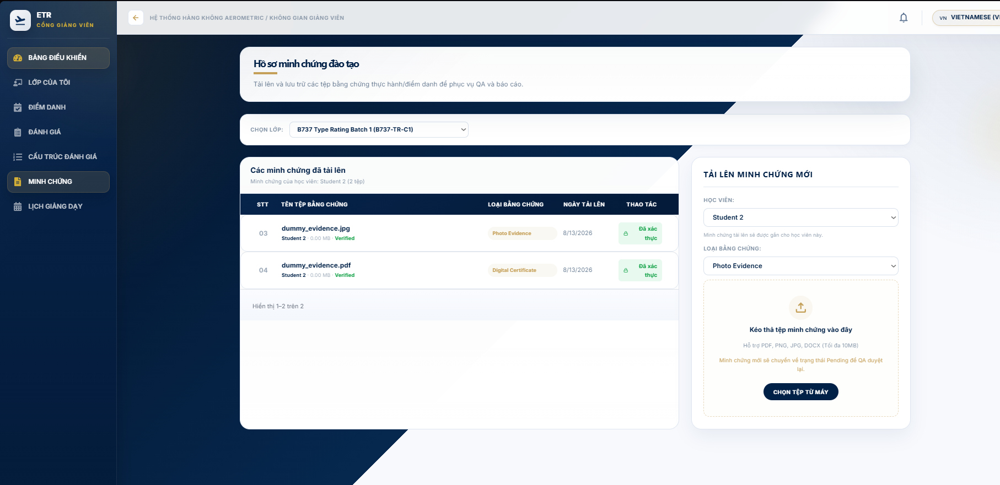 ETR
CỔNG GIẢNG VIÊN
BẢNG ĐIỀU KHIỂN
LỚP CỦA TÔI
ĐIỂM DANH
ĐÁNH GIÁ
CẤU TRÚC ĐÁNH GIÁ
MINH CHỨNG
LỊCH GIẢNG DẠY
HỆ THỐNG HÀNG KHÔNG AEROMETRIC / KHÔNG GIAN GIẢNG VIÊN
VN VIETNAMESE (VI
Hồ sơ minh chứng đào tạo
Tải lên và lưu trữ các tệp bằng chứng thực hành/điểm danh để phục vụ QA và báo cáo.
CHỌN LỚP: B737 Type Rating Batch 1 (B737-TR-C1)
Các minh chứng đã tải lên
Minh chứng của học viên: Student 2 (2 tệp)
STT TÊN TỆP BẰNG CHỨNG LOẠI BẰNG CHỨNG NGÀY TẢI LÊN THAO TÁC
03 dummy_evidence.jpg Photo Evidence 8/13/2026 Đã xác thực
Student 2 · 0.00 MB · Verified
04 dummy_evidence.pdf Digital Certificate 8/13/2026 Đã xác thực
Student 2 · 0.00 MB · Verified
Hiển thị 1–2 trên 2
TẢI LÊN MINH CHỨNG MỚI
HỌC VIÊN:
Student 2
Minh chứng tải lên sẽ được gắn cho học viên này.
LOẠI BẰNG CHỨNG:
Photo Evidence
Kéo thả tệp minh chứng vào đây
Hỗ trợ PDF, PNG, JPG, DOCX (Tối đa 10MB)
Minh chứng mới sẽ chuyển về trạng thái Pending để QA duyệt
lại.
CHỌN TỆP TỪ MÁY